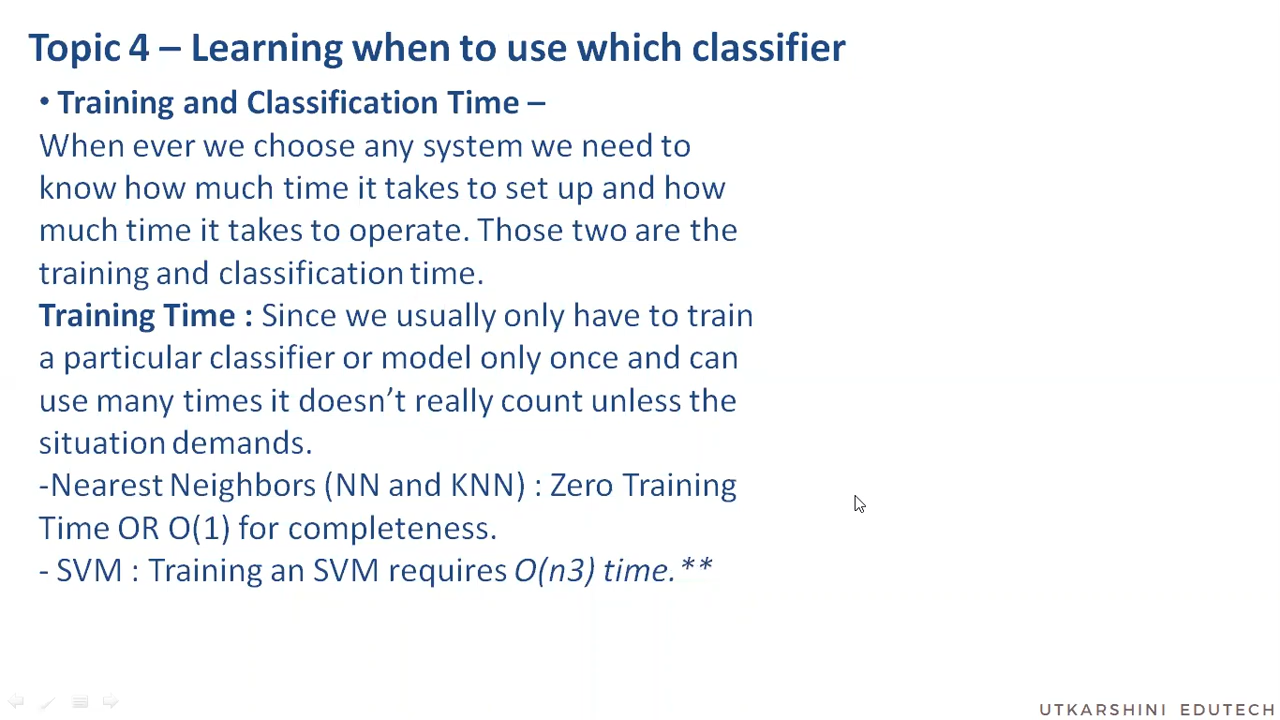 Topic 4 – Learning when to use which classifier
• Training and Classification Time –
When ever we choose any system we need to
know how much time it takes to set up and how
much time it takes to operate. Those two are the
training and classification time.
Training Time : Since we usually only have to train
a particular classifier or model only once and can
use many times it doesn’t really count unless the
situation demands.
-Nearest Neighbors (NN and KNN) : Zero Training
Time OR O(1) for completeness.
- SVM : Training an SVM requires O(n3) time.**
UTKARSHINI EDUTECH